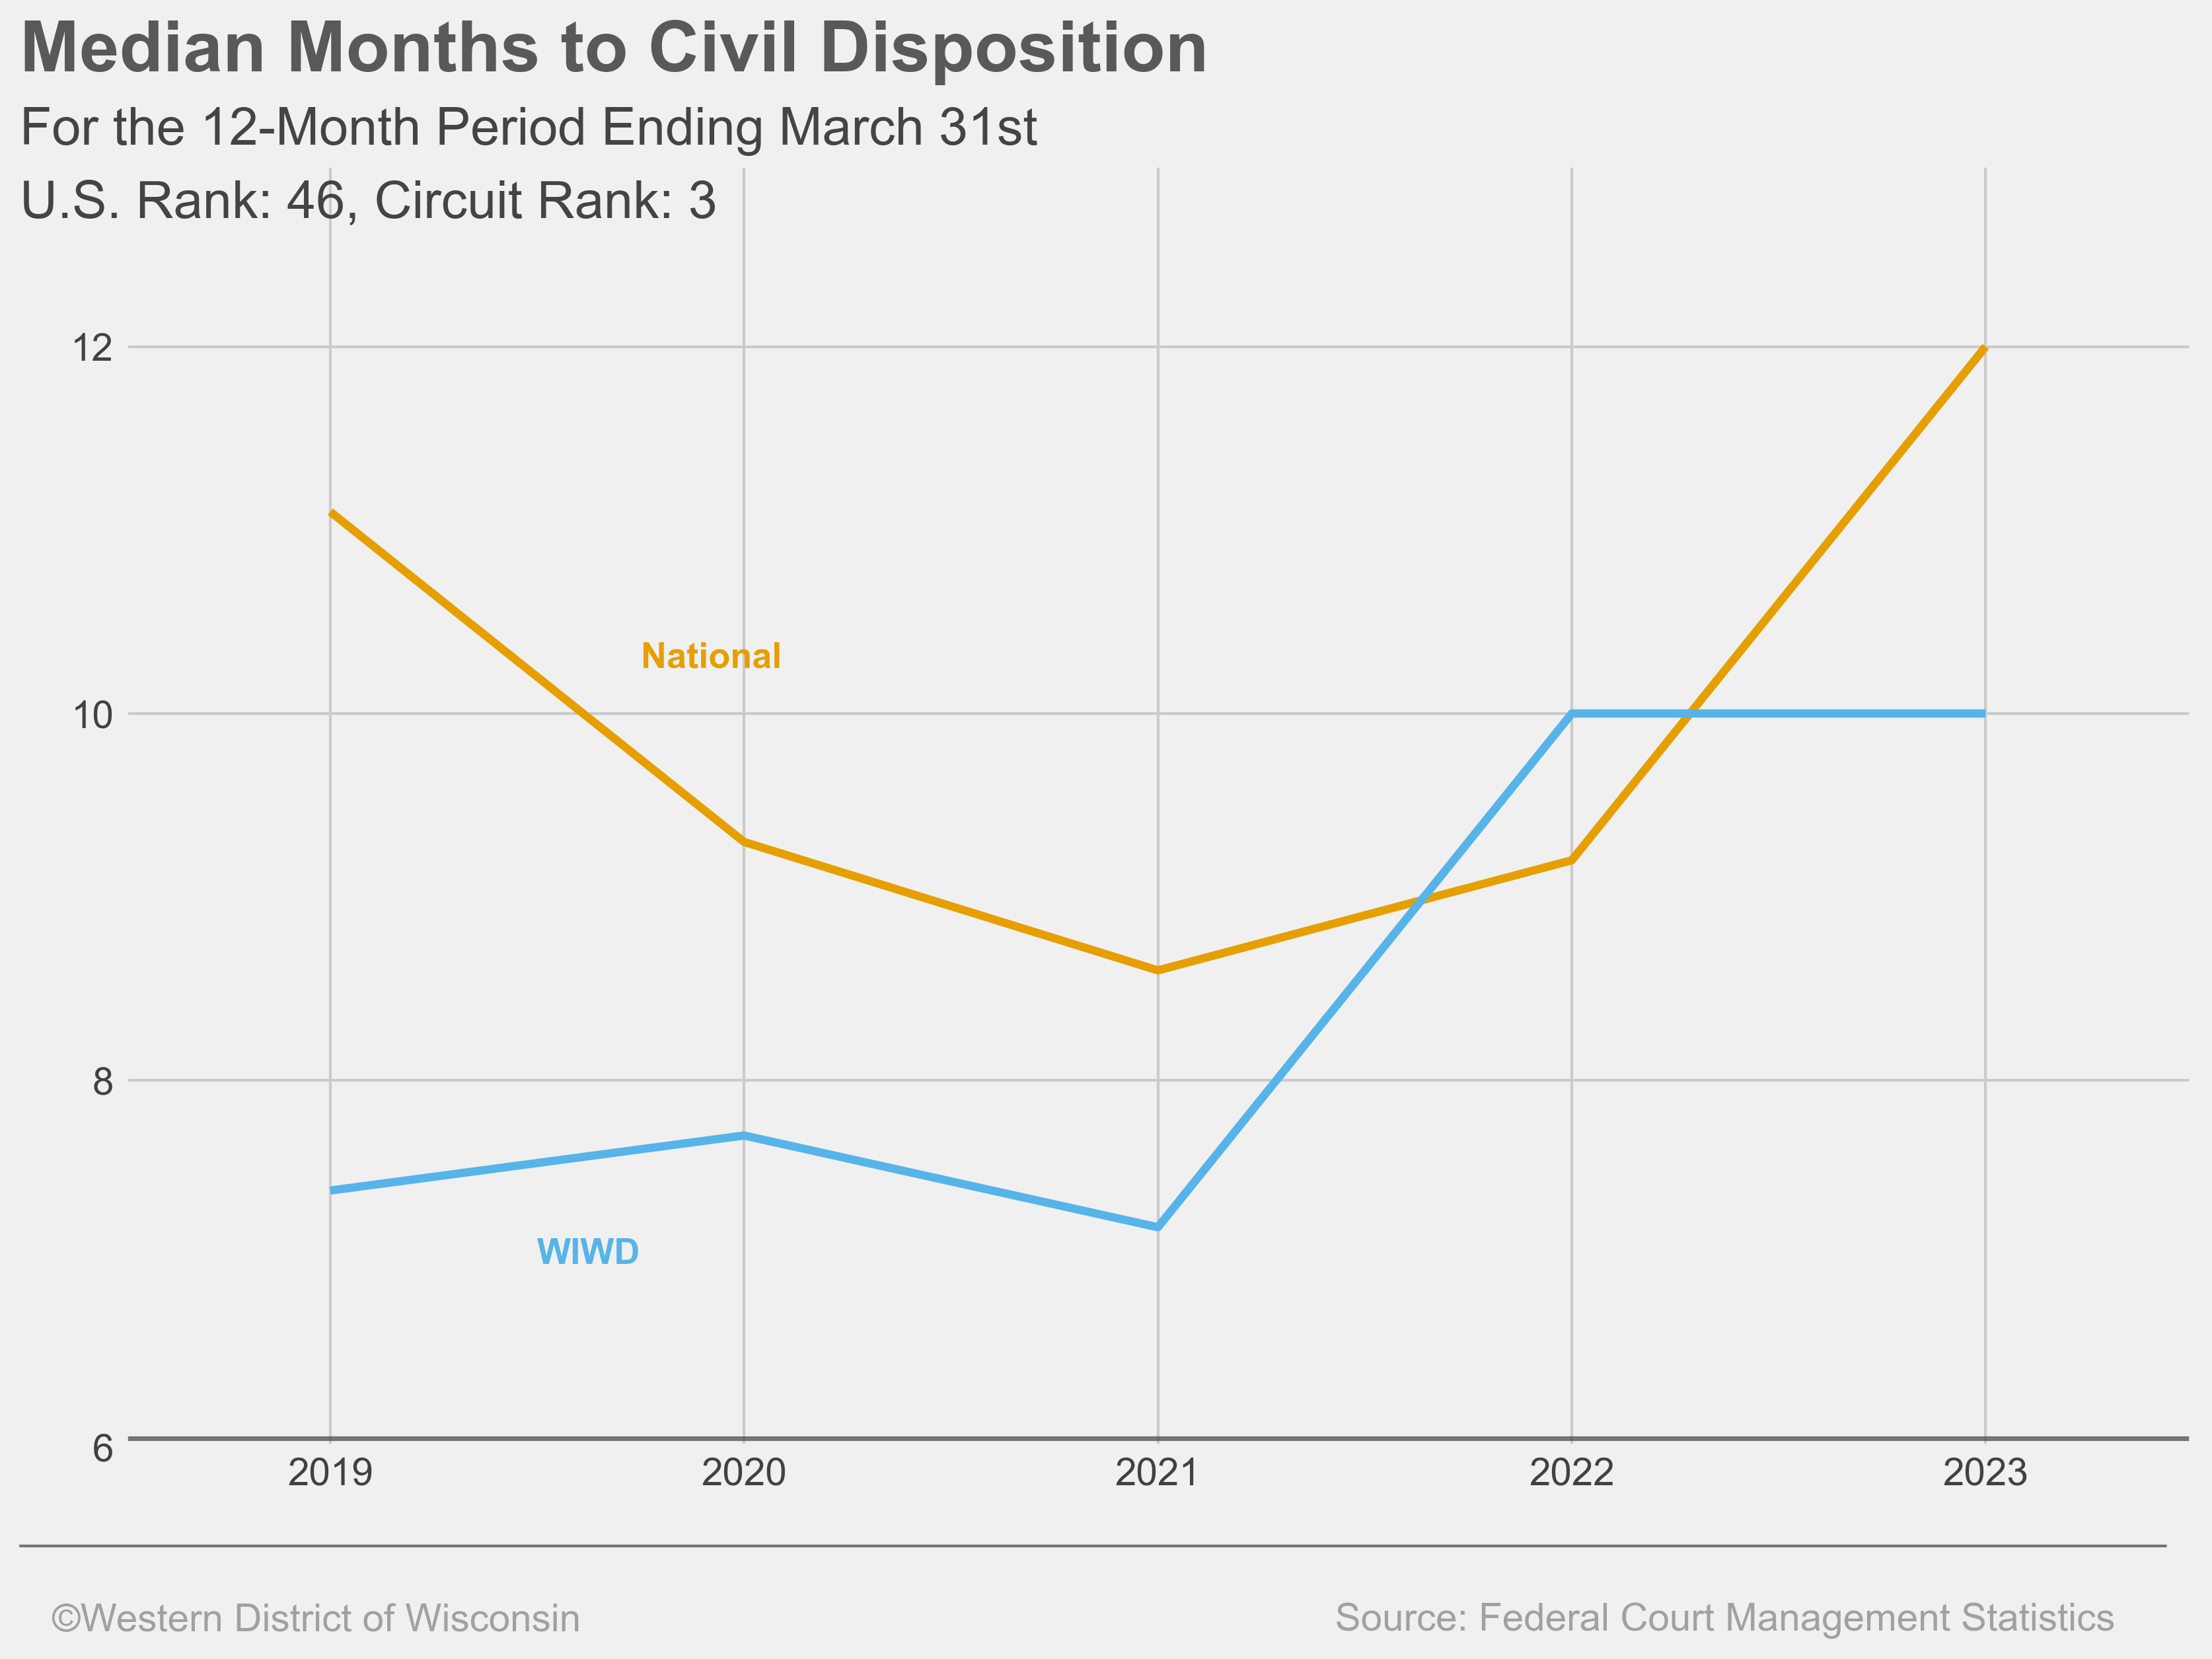 Median Months to Civil Disposition
For the 12-Month Period Ending March 31st
U.S. Rank: 46, Circuit Rank: 3
12
National
10
8
WIWD
6
2019 2020 2021 2022 2023
©Western District of Wisconsin Source: Federal Court Management Statistics